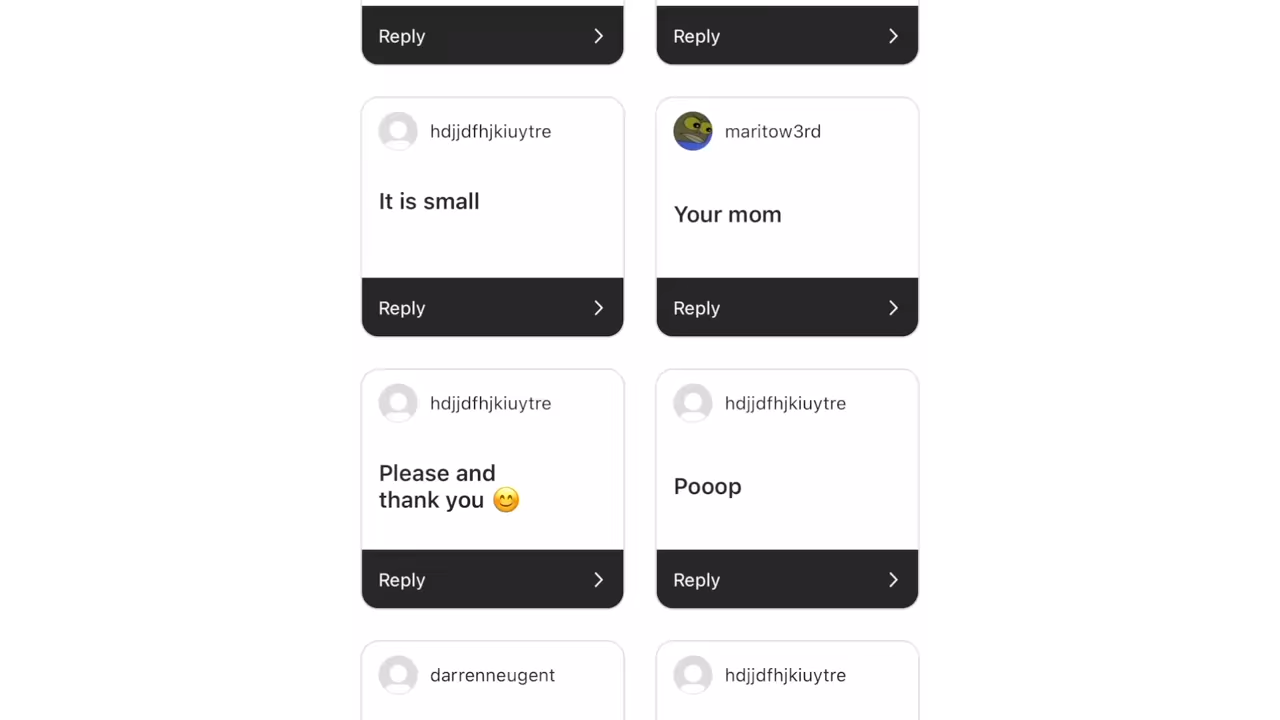 Reply
Reply
hdjjdfhjkiuytre
maritow3rd
It is small
Your mom
Reply
Reply
hdjjdfhjkiuytre
hdjjdfhjkiuytre
Please and
thank you 😊
Pooop
Reply
Reply
darrenneugent
hdjjdfhjkiuytre